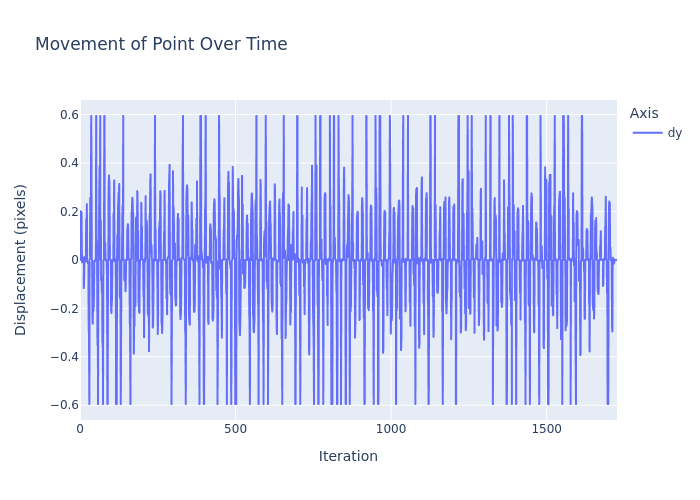 Movement of Point Over Time
Axis
dy
Displacement (pixels)
0.6
0.4
0.2
0
−0.2
−0.4
−0.6
0
500
1000
1500
Iteration